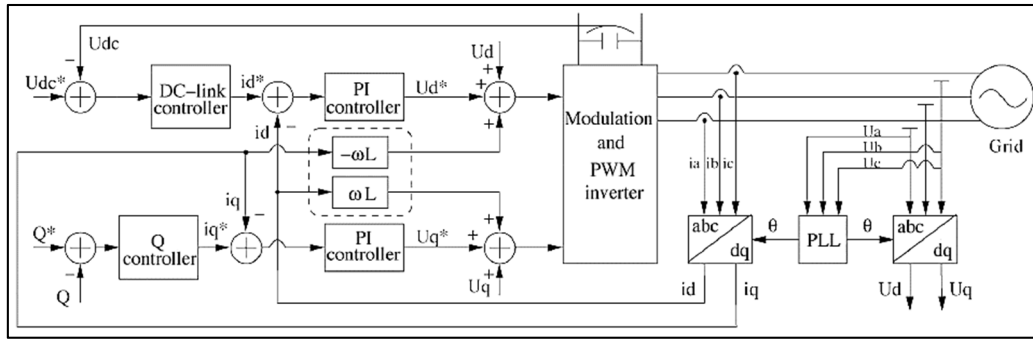 Udc
Udc*
DC-link
controller
id*
PI
controller
Ud*
Ud
id
-ωL
ωL
iq
Q*
Q
Q
controller
iq*
PI
controller
Uq*
Uq
Modulation
and
PWM
inverter
Grid
Ua
Ub
Uc
ia
ib
ic
abc
dq
θ
PLL
θ
abc
dq
id
iq
Ud
Uq